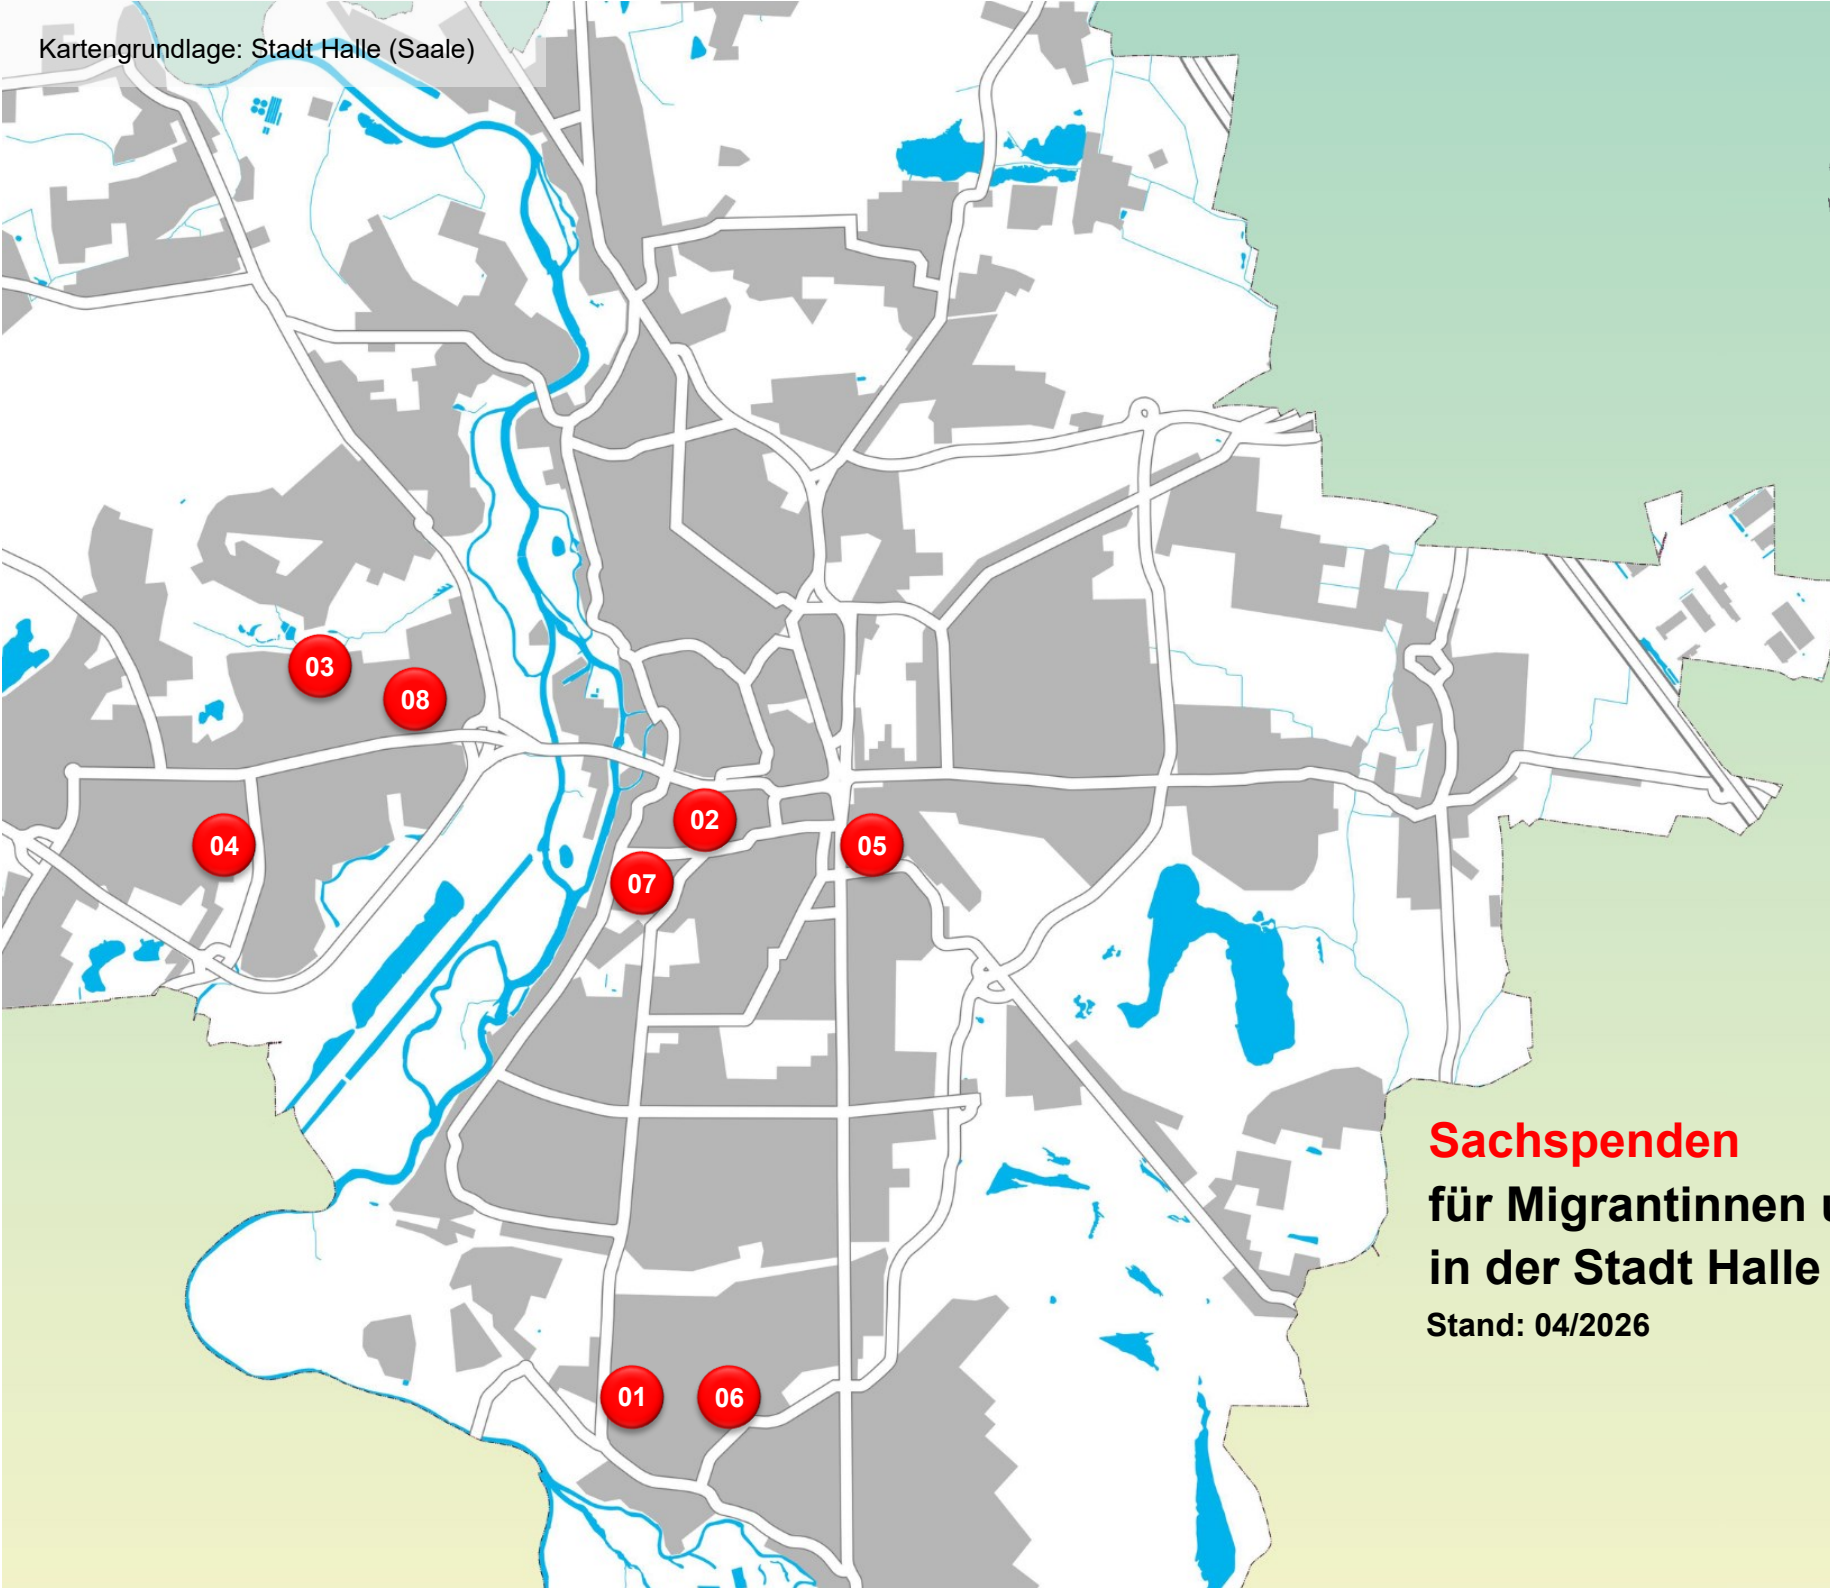 Kartengrundlage: Stadt Halle (Saale)
03
08
02
04
05
07
Sachspenden
für Migrantinnen
in der Stadt Halle
Stand: 04/2026
01
06